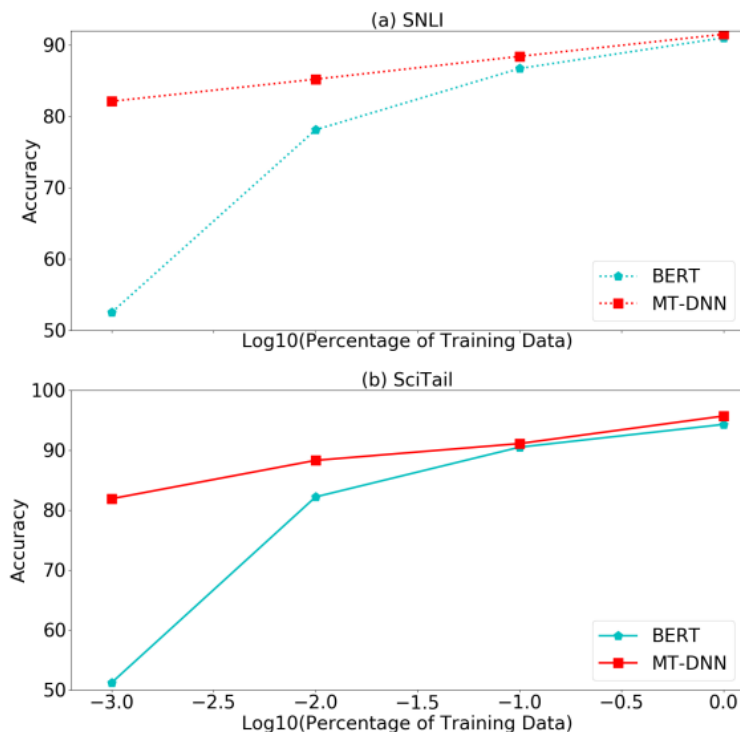 (a) SNLI
90
80
70
60
50
Accuracy
BERT
MT-DNN
Log10(Percentage of Training Data)
(b) SciTail
100
90
80
70
60
50
Accuracy
BERT
MT-DNN
−3.0 −2.5 −2.0 −1.5 −1.0 −0.5 0.0
Log10(Percentage of Training Data)